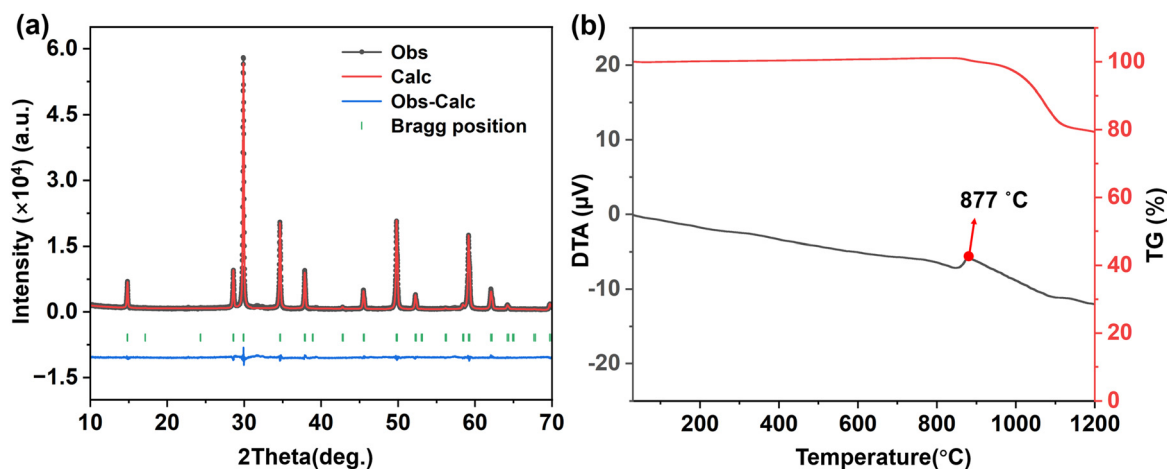 (a)
Intensity (×10⁴) (a.u.)
6.0
4.5
3.0
1.5
0.0
−1.5
Obs
Calc
Obs-Calc
Bragg position
10 20 30 40 50 60 70
2Theta(deg.)
(b)
DTA (μV)
20
10
0
-10
-20
877 °C
100
80
60
40
20
0
TG (%)
200 400 600 800 1000 1200
Temperature(°C)